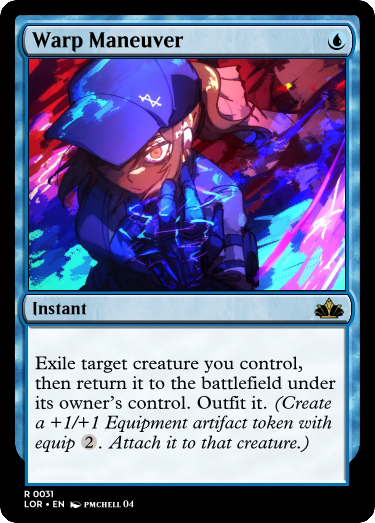 Warp Maneuver
Instant
Exile target creature you control,
then return it to the battlefield under
its owner's control. Outfit it. (Create
a +1/+1 Equipment artifact token with
equip 2. Attach it to that creature.)
R 0031
LOR • EN PMCHELL 04